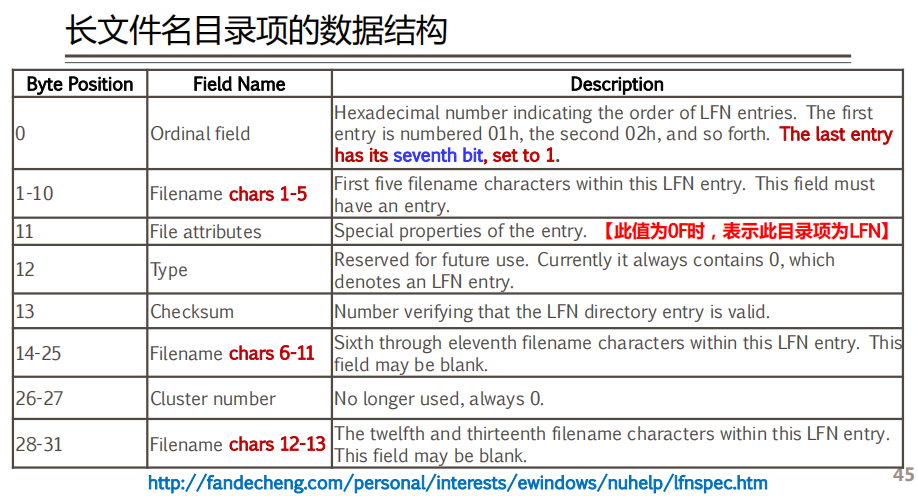 长文件名目录项的数据结构
Byte Position Field Name Description
0 Ordinal field Hexadecimal number indicating the order of LFN entries. The first
entry is numbered 01h, the second 02h, and so forth. The last entry
has its seventh bit, set to 1.
1-10 Filename chars 1-5 First five filename characters within this LFN entry. This field must
have an entry.
11 File attributes Special properties of the entry. 【此值为0F时，表示此目录项为LFN】
12 Type Reserved for future use. Currently it always contains 0, which
denotes an LFN entry.
13 Checksum Number verifying that the LFN directory entry is valid.
14-25 Filename chars 6-11 Sixth through eleventh filename characters within this LFN entry. This
field may be blank.
26-27 Cluster number No longer used, always 0.
28-31 Filename chars 12-13 The twelfth and thirteenth filename characters within this LFN entry.
This field may be blank.
45
http://fandecheng.com/personal/interests/ewindows/nuhelp/lfnspec.htm